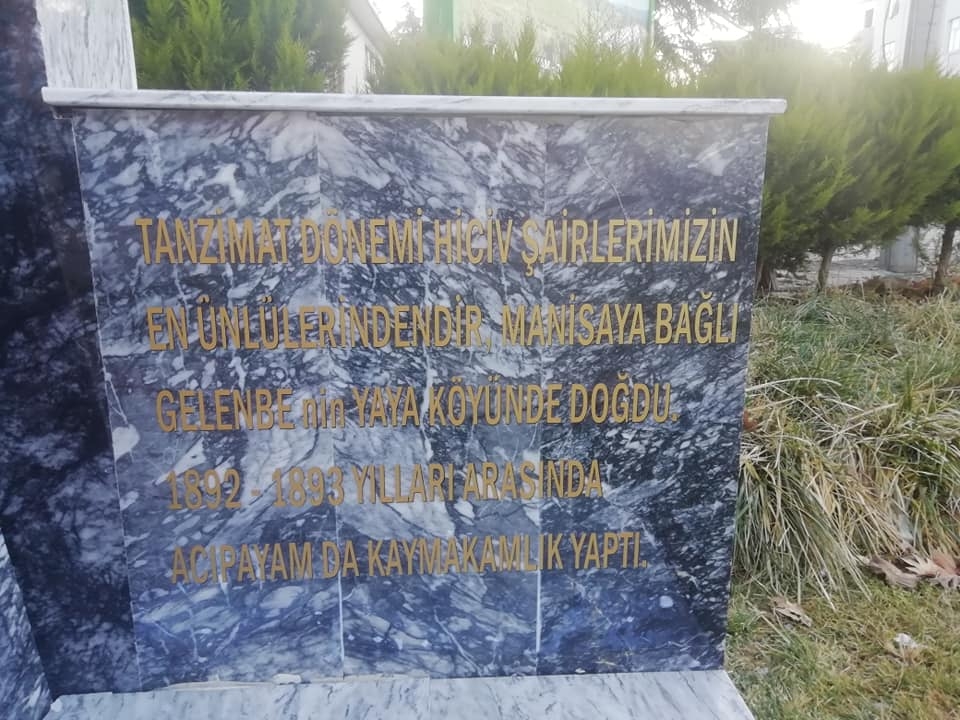 TANZİMAT DÖNEMİ HİCİV ŞAİRLERİMİZİN
EN ÛNLÜLERİNDENDİR, MANİSAYA BAĞLI
GELENBE nin YAYA KÖYÜNDE DOĞDU.
1892 - 1893 YILLARI ARASINDA
ACIPAYAM DA KAYMAKAMLIK YAPTI.